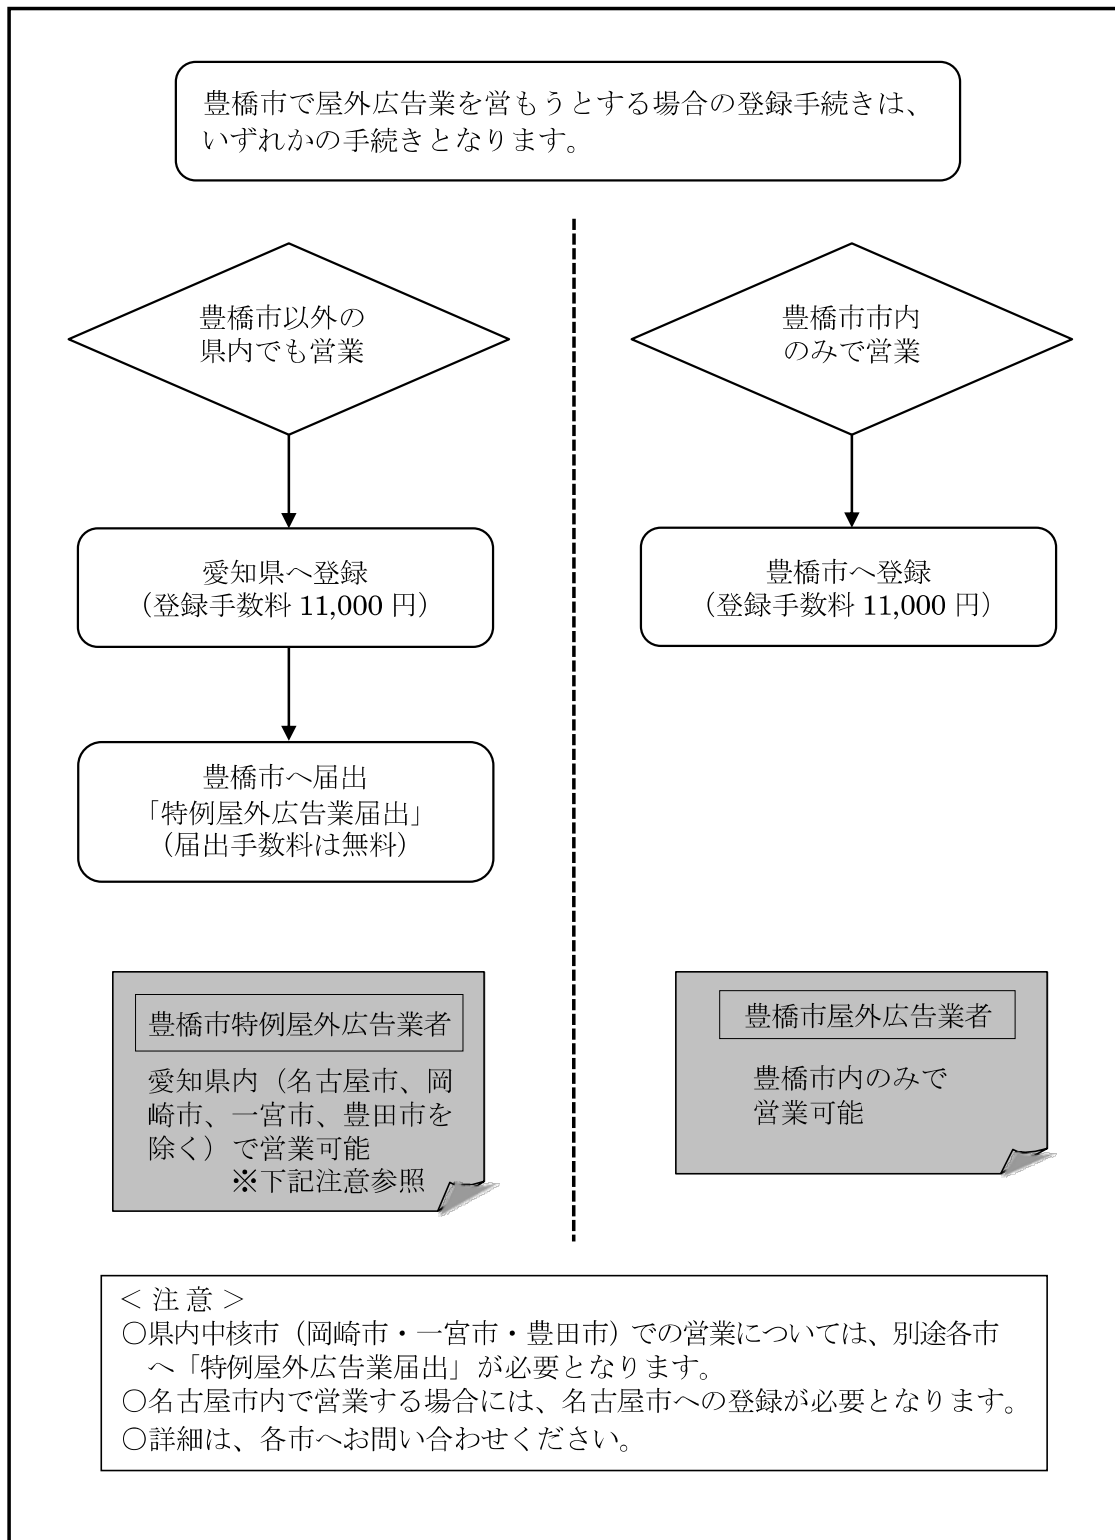 豊橋市で屋外広告業を営もうとする場合の登録手続きは、
いずれかの手続きとなります。
豊橋市以外の
県内でも営業
愛知県へ登録
（登録手数料 11,000 円）
豊橋市へ届出
「特例屋外広告業届出」
（届出手数料は無料）
豊橋市特例屋外広告業者
愛知県内（名古屋市、岡
崎市、一宮市、豊田市を
除く）で営業可能
※下記注意参照
豊橋市市内
のみで営業
豊橋市へ登録
（登録手数料 11,000 円）
豊橋市屋外広告業者
豊橋市内のみで
営業可能
＜ 注 意 ＞
○県内中核市（岡崎市・一宮市・豊田市）での営業については、別途各市
へ「特例屋外広告業届出」が必要となります。
○名古屋市内で営業する場合には、名古屋市への登録が必要となります。
○詳細は、各市へお問い合わせください。